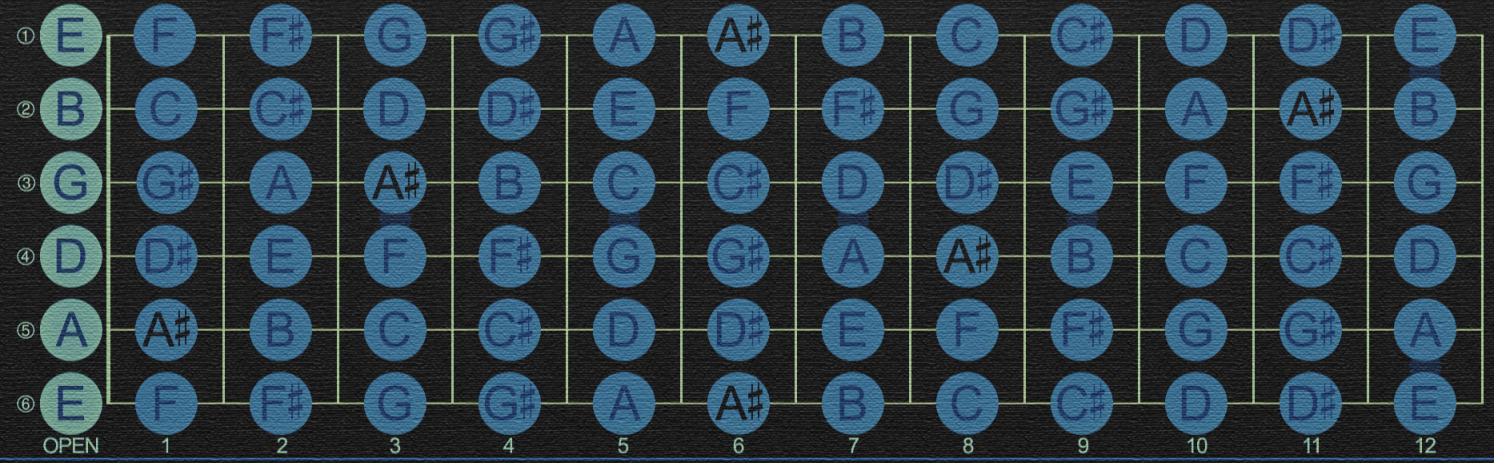 ① E F F♯ G G♯ A A♯ B C C♯ D D♯ E
② B C C♯ D D♯ E F F♯ G G♯ A A♯ B
③ G G♯ A A♯ B C C♯ D D♯ E F F♯ G
④ D D♯ E F F♯ G G♯ A A♯ B C C♯ D
⑤ A A♯ B C C♯ D D♯ E F F♯ G G♯ A
⑥ E F F♯ G G♯ A A♯ B C C♯ D D♯ E
OPEN 1 2 3 4 5 6 7 8 9 10 11 12